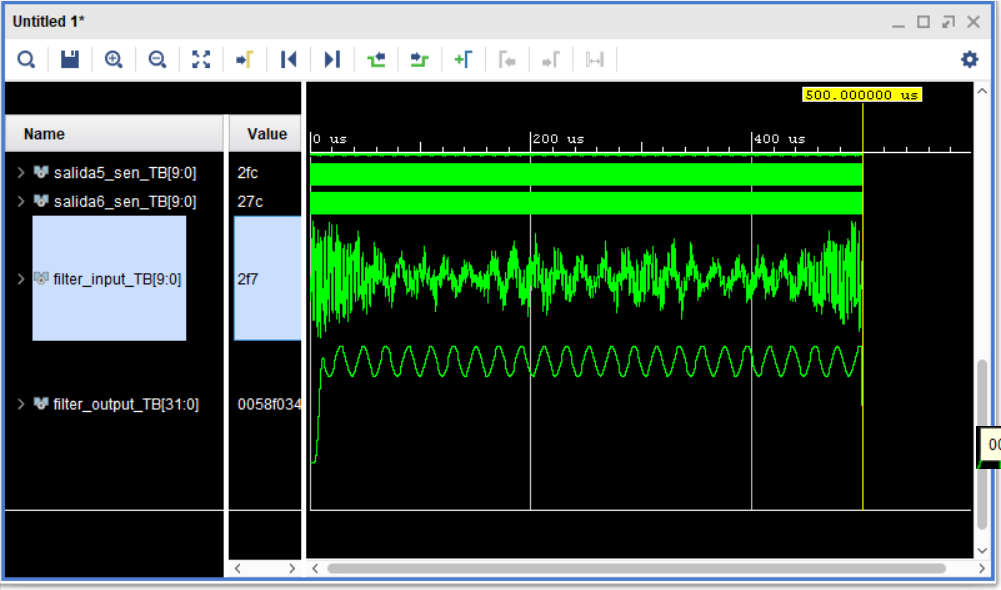 Untitled 1*
500.000000 us
Name Value
0 us 200 us 400 us
salida5_sen_TB[9:0] 2fc
salida6_sen_TB[9:0] 27c
filter_input_TB[9:0] 2f7
filter_output_TB[31:0] 0058f034